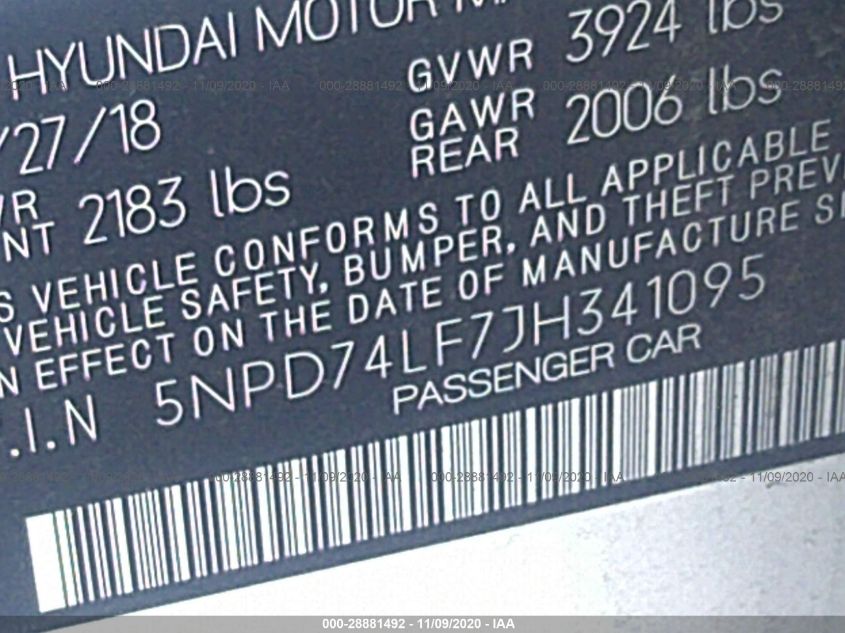 HYUNDAI MOTOR
/27/18
GVWR 3924 lbs
GAWR
REAR 2006 lbs
2183 lbs
VEHICLE CONFORMS TO ALL APPLICABLE
VEHICLE SAFETY, BUMPER, AND THEFT PREV
EFFECT ON THE DATE OF MANUFACTURE
.I.N 5NPD74LF7JH341095
PASSENGER CAR
000-28881492 - 11/09/2020 - IAA